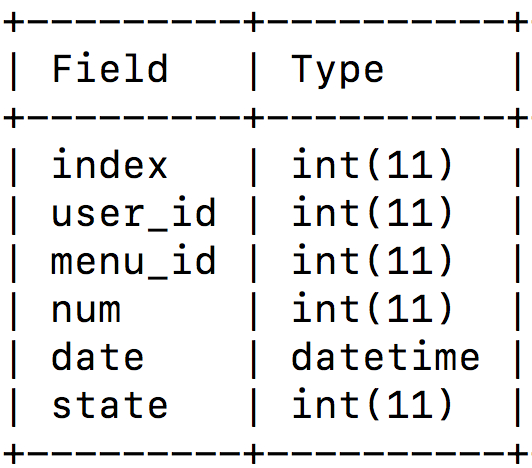 +---------+----------+
| Field   | Type     |
+---------+----------+
| index   | int(11)  |
| user_id | int(11)  |
| menu_id | int(11)  |
| num     | int(11)  |
| date    | datetime |
| state   | int(11)  |
+---------+----------+